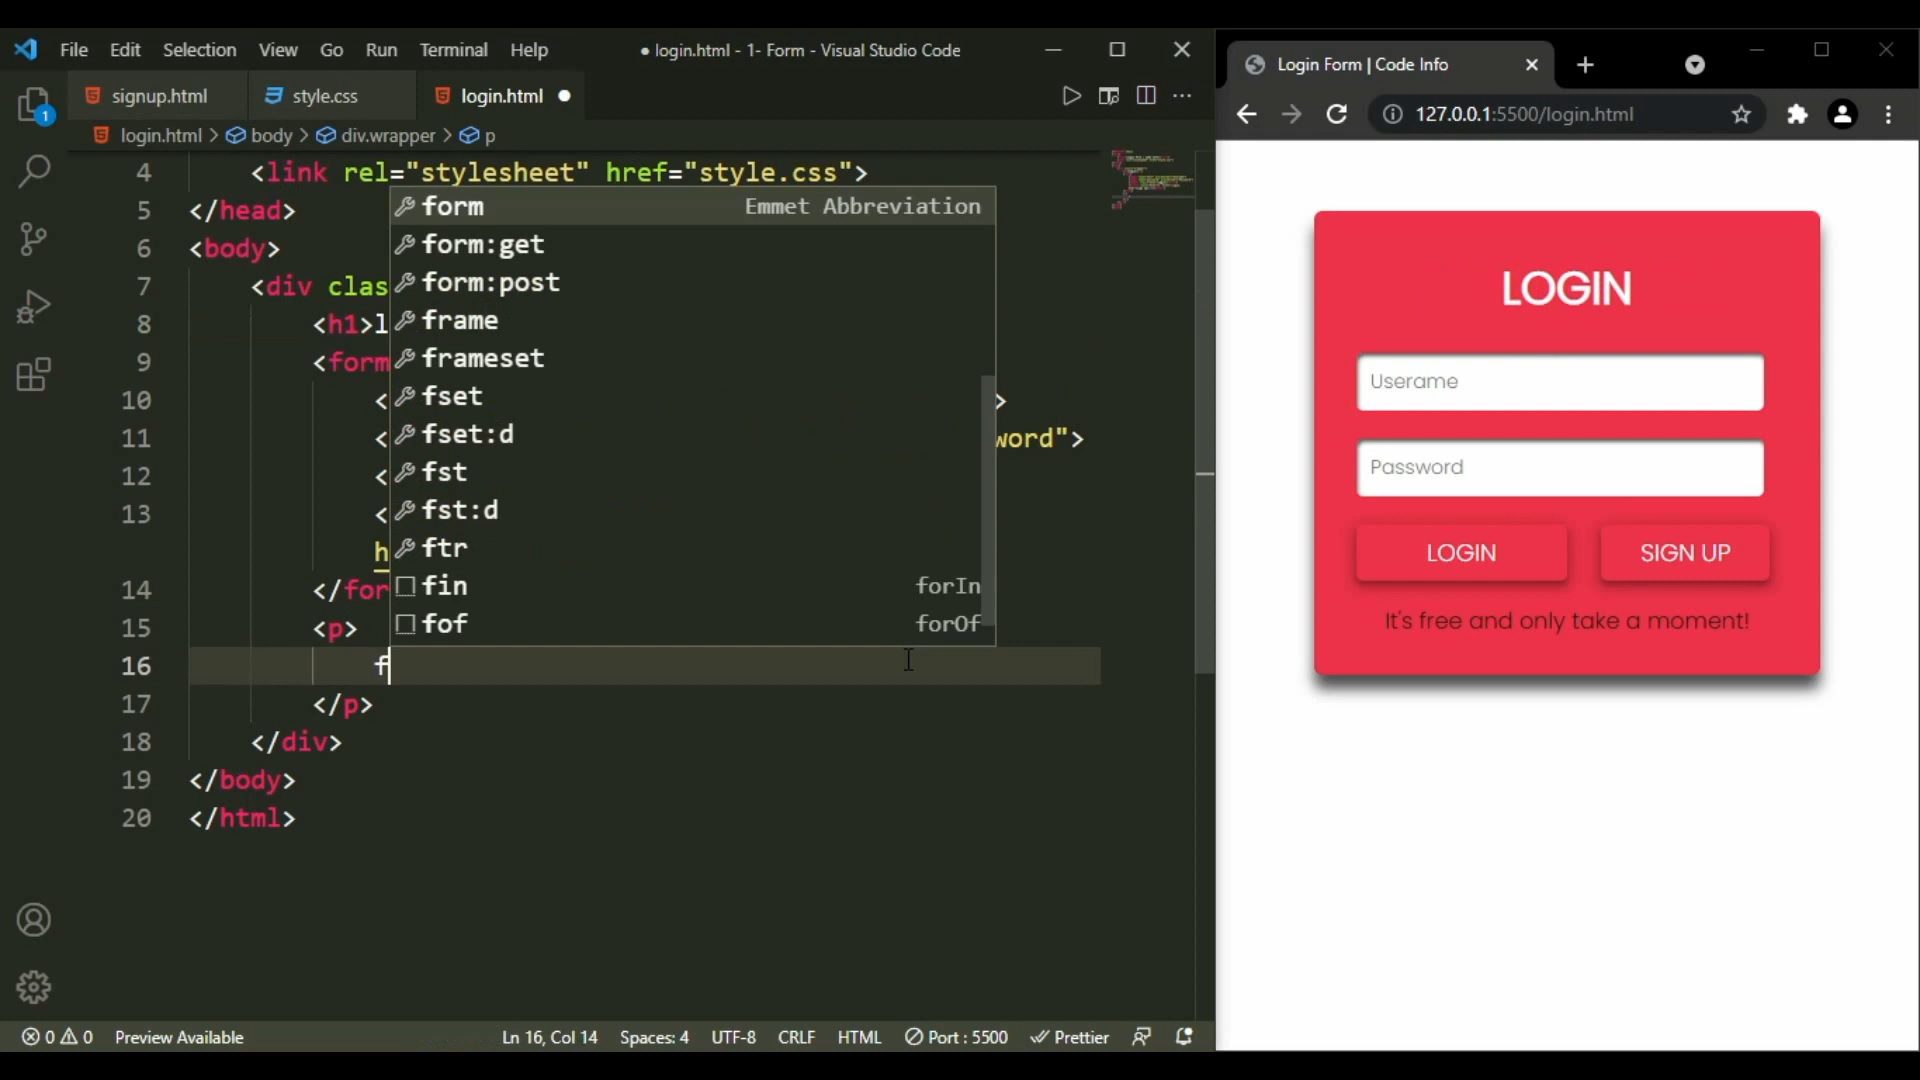 File Edit Selection View Go Run Terminal Help
● login.html - 1- Form - Visual Studio Code
signup.html style.css login.html ●
login.html > body > div.wrapper > p
4 <link rel="stylesheet" href="style.css">
5 </head>
6 <body>
7 <div clas
8 <h1>l
9 <form
10 < >
11 < word">
12 <
13 <
h
14 </for
15 <p>
16 f
17 </p>
18 </div>
19 </body>
20 </html>
form Emmet Abbreviation
form:get
form:post
frame
frameset
fset
fset:d
fst
fst:d
ftr
fin forIn
fof forOf
1
0 0 Preview Available Ln 16, Col 14 Spaces: 4 UTF-8 CRLF HTML Port : 5500 Prettier
Login Form | Code Info
127.0.0.1:5500/login.html
LOGIN
Userame
Password
LOGIN SIGN UP
It's free and only take a moment!